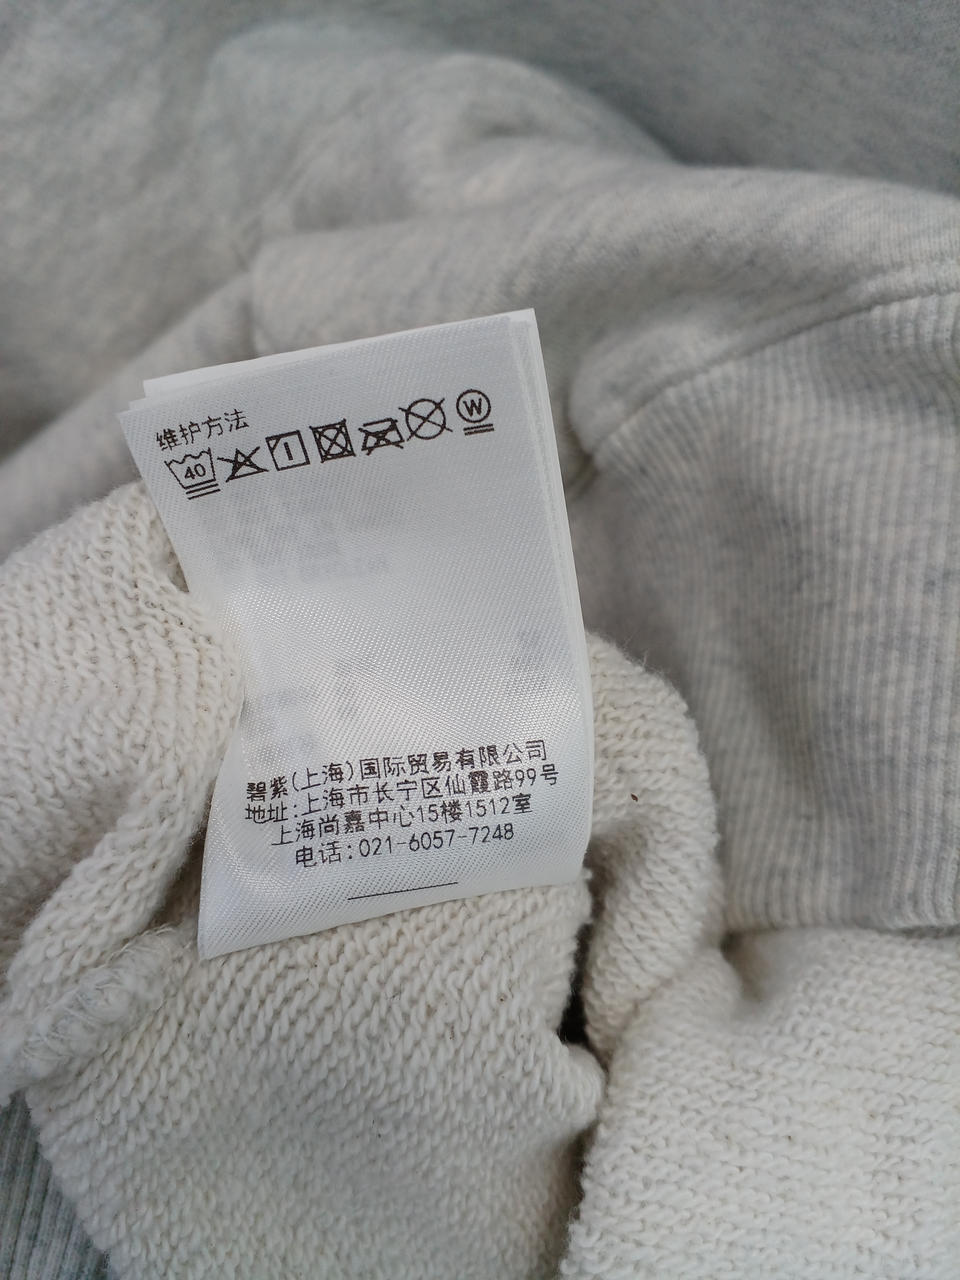 维护方法
40 W
碧紫(上海)国际贸易有限公司
地址:上海市长宁区仙霞路99号
上海尚嘉中心15楼1512室
电话:021-6057-7248